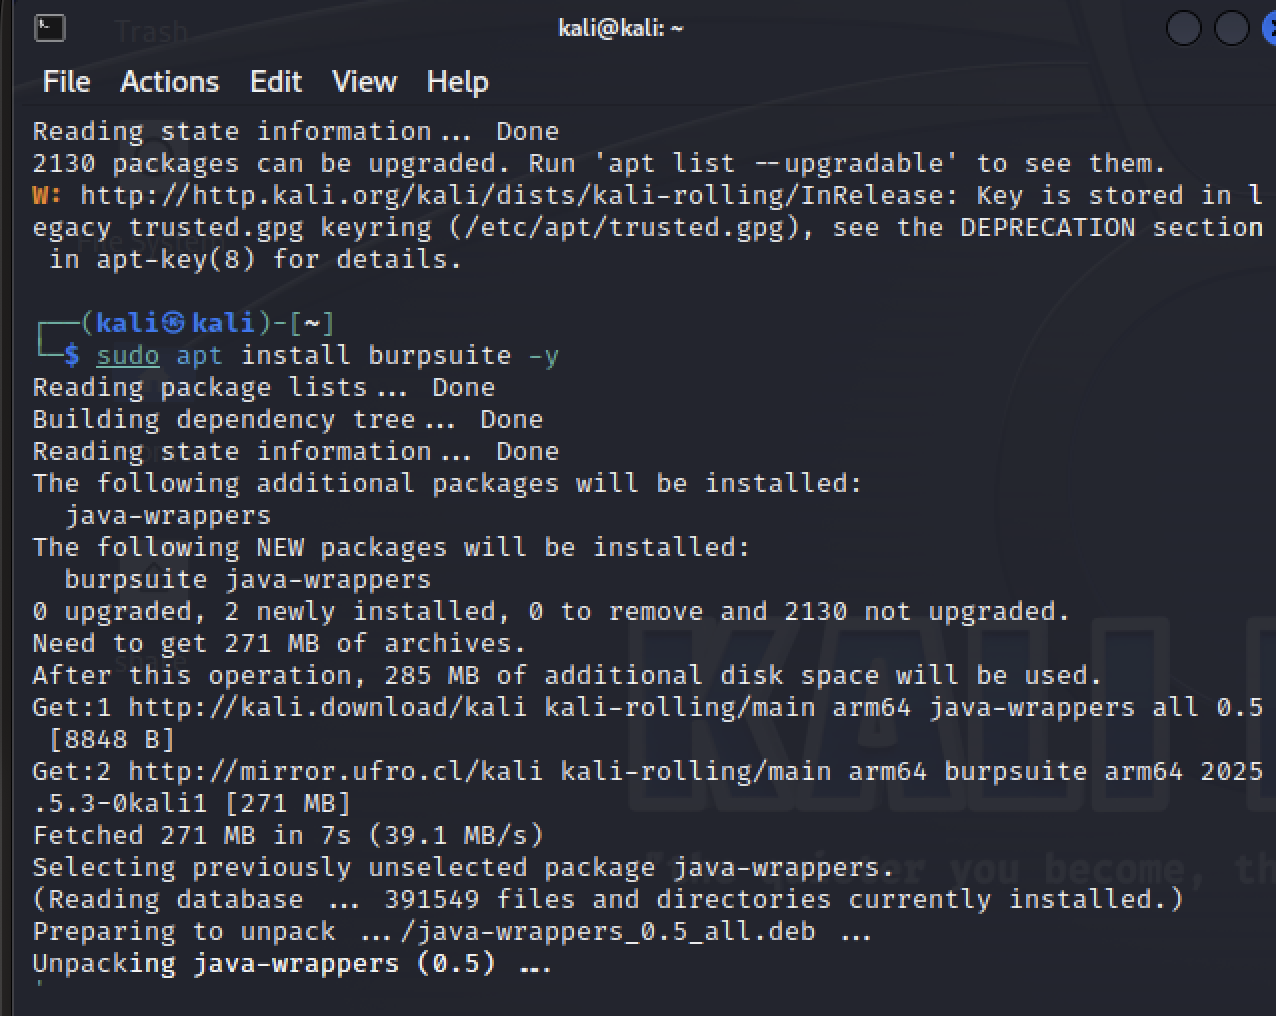 Trash
kali@kali: ~
File Actions Edit View Help
Reading state information... Done
2130 packages can be upgraded. Run 'apt list --upgradable' to see them.
W: http://http.kali.org/kali/dists/kali-rolling/InRelease: Key is stored in l
egacy trusted.gpg keyring (/etc/apt/trusted.gpg), see the DEPRECATION section
 in apt-key(8) for details.
File System
┌──(kali㉿kali)-[~]
└─$ sudo apt install burpsuite -y
Reading package lists... Done
Building dependency tree... Done
Reading state information... Done
The following additional packages will be installed:
  java-wrappers
The following NEW packages will be installed:
  burpsuite java-wrappers
0 upgraded, 2 newly installed, 0 to remove and 2130 not upgraded.
Need to get 271 MB of archives.
After this operation, 285 MB of additional disk space will be used.
Get:1 http://kali.download/kali kali-rolling/main arm64 java-wrappers all 0.5
 [8848 B]
Get:2 http://mirror.ufro.cl/kali kali-rolling/main arm64 burpsuite arm64 2025
.5.3-0kali1 [271 MB]
Fetched 271 MB in 7s (39.1 MB/s)
Selecting previously unselected package java-wrappers.
(Reading database ... 391549 files and directories currently installed.)
Preparing to unpack .../java-wrappers_0.5_all.deb ...
Unpacking java-wrappers (0.5) ...
KALI
you become, th